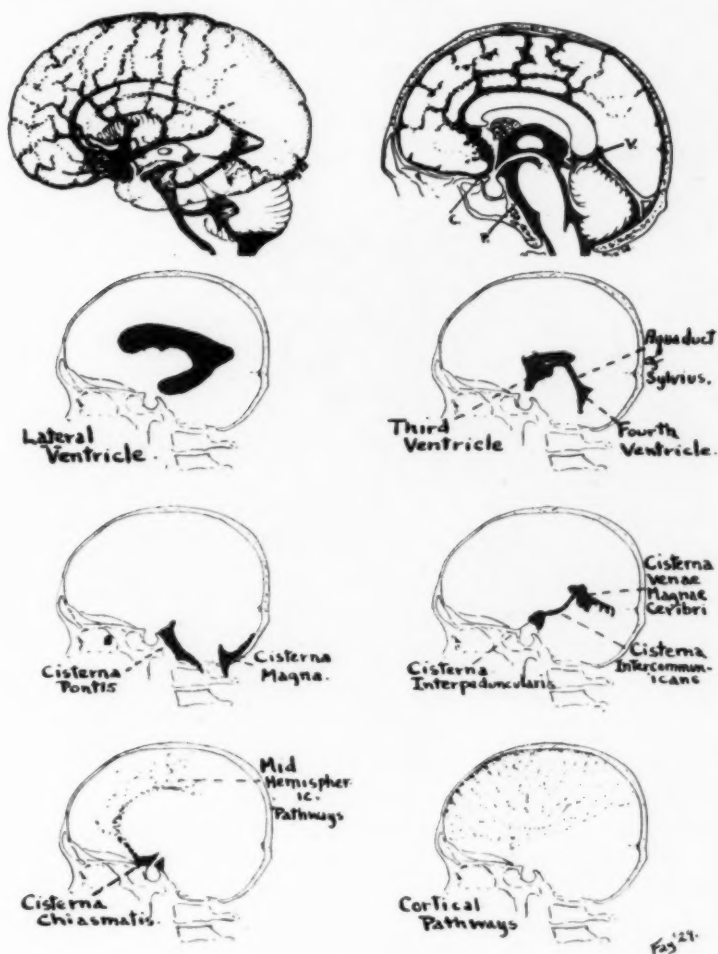 V.
C.
P.
Lateral
Ventricle
Aquaduct
of
Sylvius.
Third
Ventricle
Fourth
Ventricle.
Cisterna
Pontis
Cisterna
Magna.
Cisterna
Venae
Magnae
Ceribri
Cisterna
Interpeduncularis
Cisterna
Intercommun-
icans
Mid
Hemispher-
ic.
Pathways
Cisterna
Chiasmatis.
Cortical
Pathways
Fay '29.